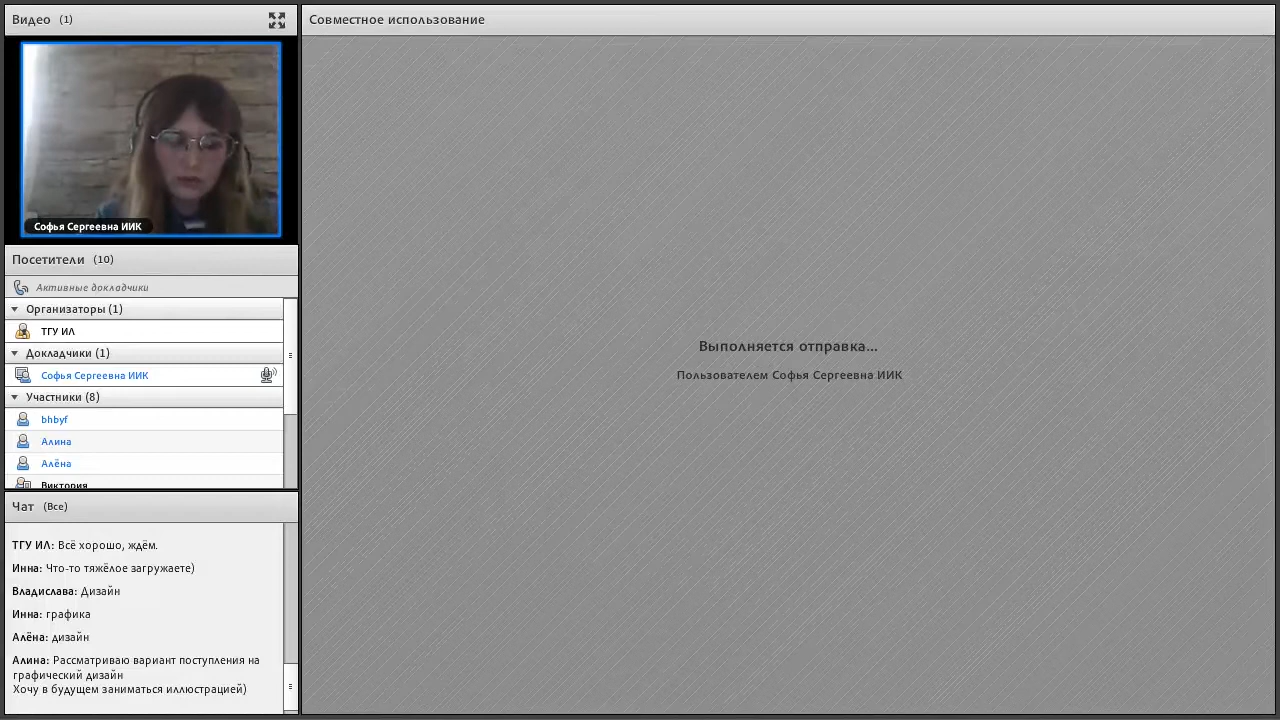 Видео (1)
Софья Сергеевна ИИК
Посетители (10)
Активные докладчики
Организаторы (1)
ТГУ ИЛ
Докладчики (1)
Софья Сергеевна ИИК
Участники (8)
bhbyf
Алина
Алёна
Виктория
Чат (Все)
ТГУ ИЛ: Всё хорошо, ждём.
Инна: Что-то тяжёлое загружаете)
Владислава: Дизайн
Инна: графика
Алёна: дизайн
Алина: Рассматриваю вариант поступления на
графический дизайн
Хочу в будущем заниматься иллюстрацией)
Совместное использование
Выполняется отправка...
Пользователем Софья Сергеевна ИИК